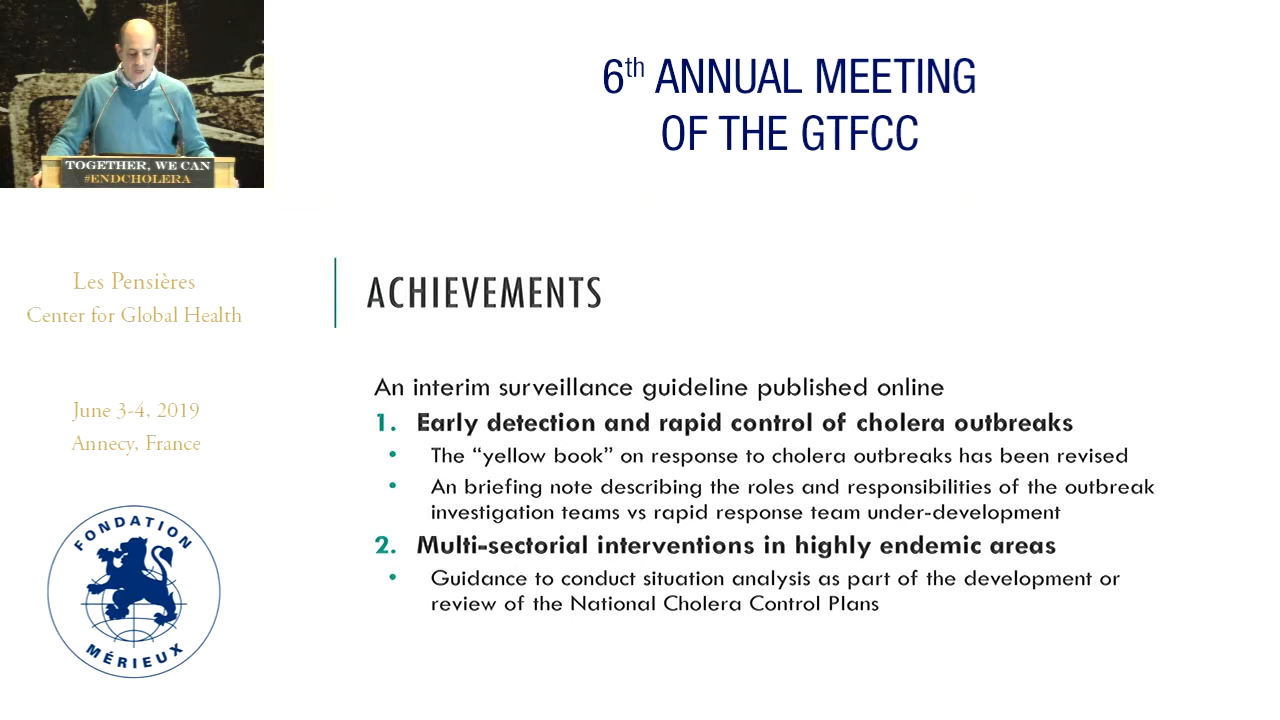 TOGETHER, WE CAN
#ENDCHOLERA
6th ANNUAL MEETING
OF THE GTFCC
Les Pensières
Center for Global Health
June 3-4, 2019
Annecy, France
FONDATION
MÉRIEUX
ACHIEVEMENTS
An interim surveillance guideline published online
1. Early detection and rapid control of cholera outbreaks
• The “yellow book” on response to cholera outbreaks has been revised
• An briefing note describing the roles and responsibilities of the outbreak
investigation teams vs rapid response team under-development
2. Multi-sectorial interventions in highly endemic areas
• Guidance to conduct situation analysis as part of the development or
review of the National Cholera Control Plans